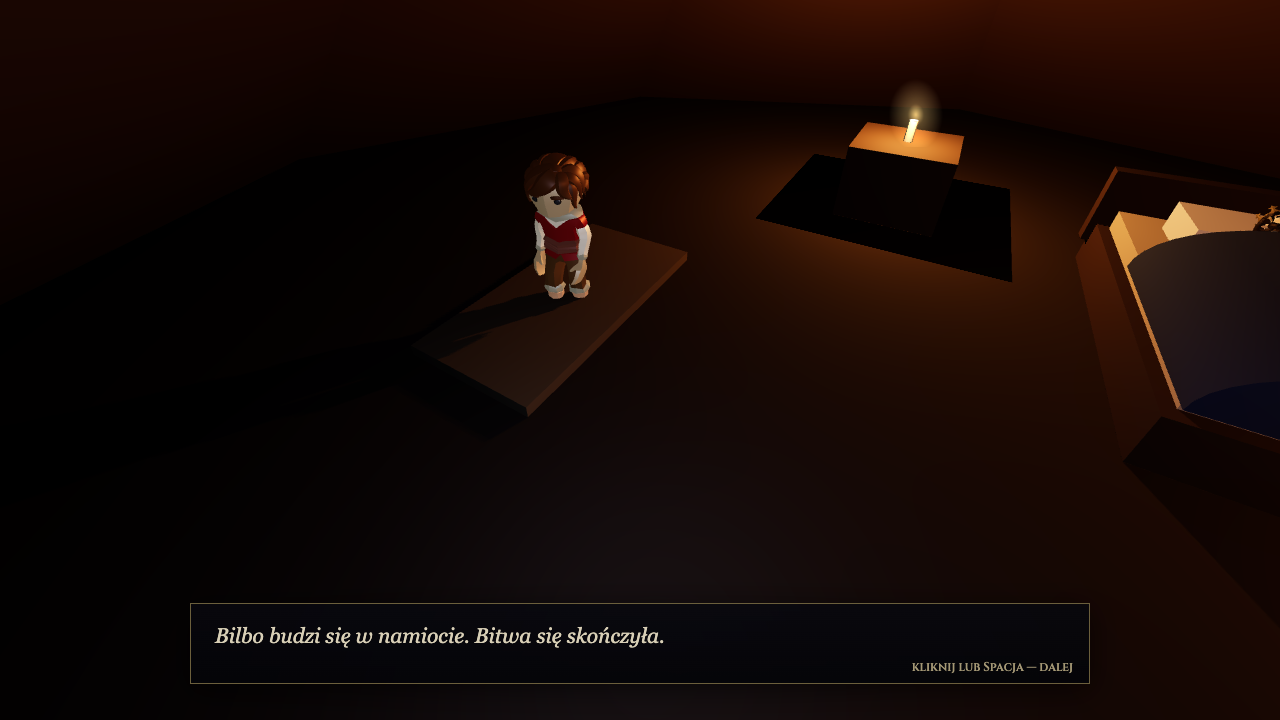 Bilbo budzi się w namiocie. Bitwa się skończyła.
KLIKNIJ LUB SPACJA — DALEJ